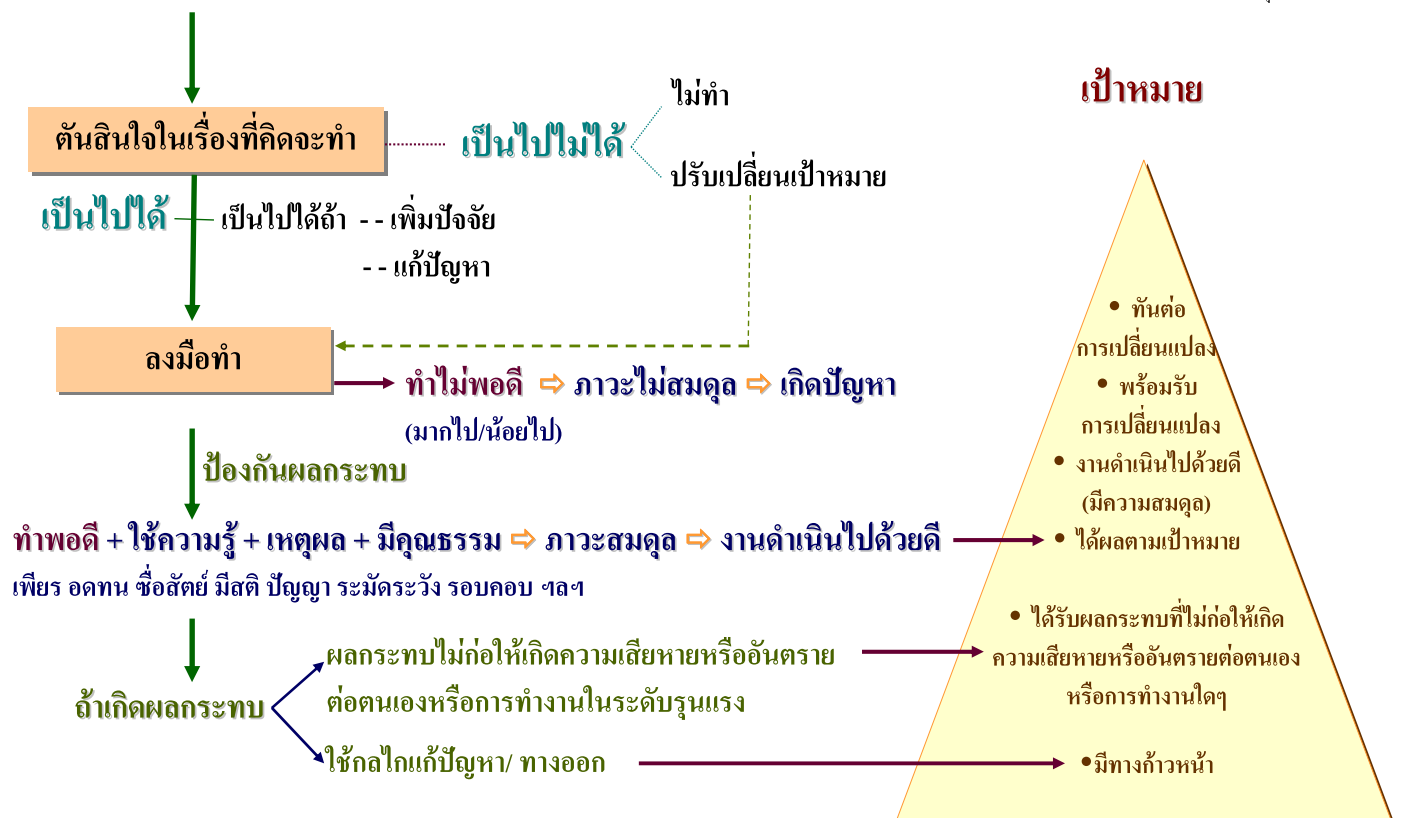 เป้าหมาย
ตันสินใจในเรื่องที่คิดจะทำ
เป็นไปไม่ได้
ไม่ทำ
ปรับเปลี่ยนเป้าหมาย
เป็นไปได้
เป็นไปได้ถ้า - - เพิ่มปัจจัย
- - แก้ปัญหา
ลงมือทำ
ทำไม่พอดี ⇨ ภาวะไม่สมดุล ⇨ เกิดปัญหา
(มากไป/น้อยไป)
ป้องกันผลกระทบ
ทำพอดี + ใช้ความรู้ + เหตุผล + มีคุณธรรม ⇨ ภาวะสมดุล ⇨ งานดำเนินไปด้วยดี
เพียร อดทน ซื่อสัตย์ มีสติ ปัญญา ระมัดระวัง รอบคอบ ฯลฯ
ถ้าเกิดผลกระทบ
ผลกระทบไม่ก่อให้เกิดความเสียหายหรืออันตราย
ต่อตนเองหรือการทำงานในระดับรุนแรง
ใช้กลไกแก้ปัญหา/ ทางออก
• ทันต่อ
การเปลี่ยนแปลง
• พร้อมรับ
การเปลี่ยนแปลง
• งานดำเนินไปด้วยดี
(มีความสมดุล)
• ได้ผลตามเป้าหมาย
• ได้รับผลกระทบที่ไม่ก่อให้เกิด
ความเสียหายหรืออันตรายต่อตนเอง
หรือการทำงานใดๆ
•มีทางก้าวหน้า